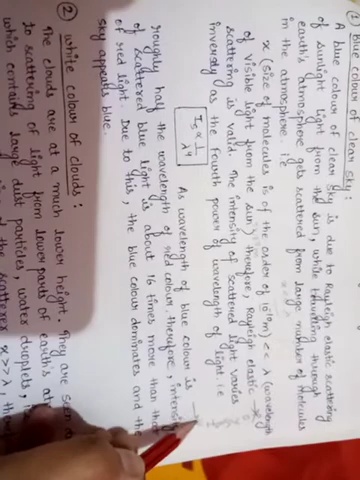 ① blue colour of clear sky:
A blue colour of clear sky is due to Rayleigh elastic scattering
of sunlight light from the sun, while travelling through
earth's atmosphere gets scattered from large number of molecules
in the atmosphere. i.e
x (size of molecules is of the order of 10⁻¹⁰m) << λ (wavelength
of visible light from the sun) therefore, Rayleigh elastic
scattering is valid. The intensity of scattered light varies
inversely as the fourth power of wavelength of light. i.e
Is ∝ 1/λ⁴
As wavelength of blue colour is
roughly half the wavelength of red colour. therefore, intensity
of scattered blue light is about 16 times more than that
of red light. Due to this, the blue colour dominates and the
sky appears blue.
② white colour of clouds:
The clouds are at a much lower height, they are seen
to scattering of light from lower parts of earth's
which contains large dust particles, water droplets,
the scatterer x >> λ,